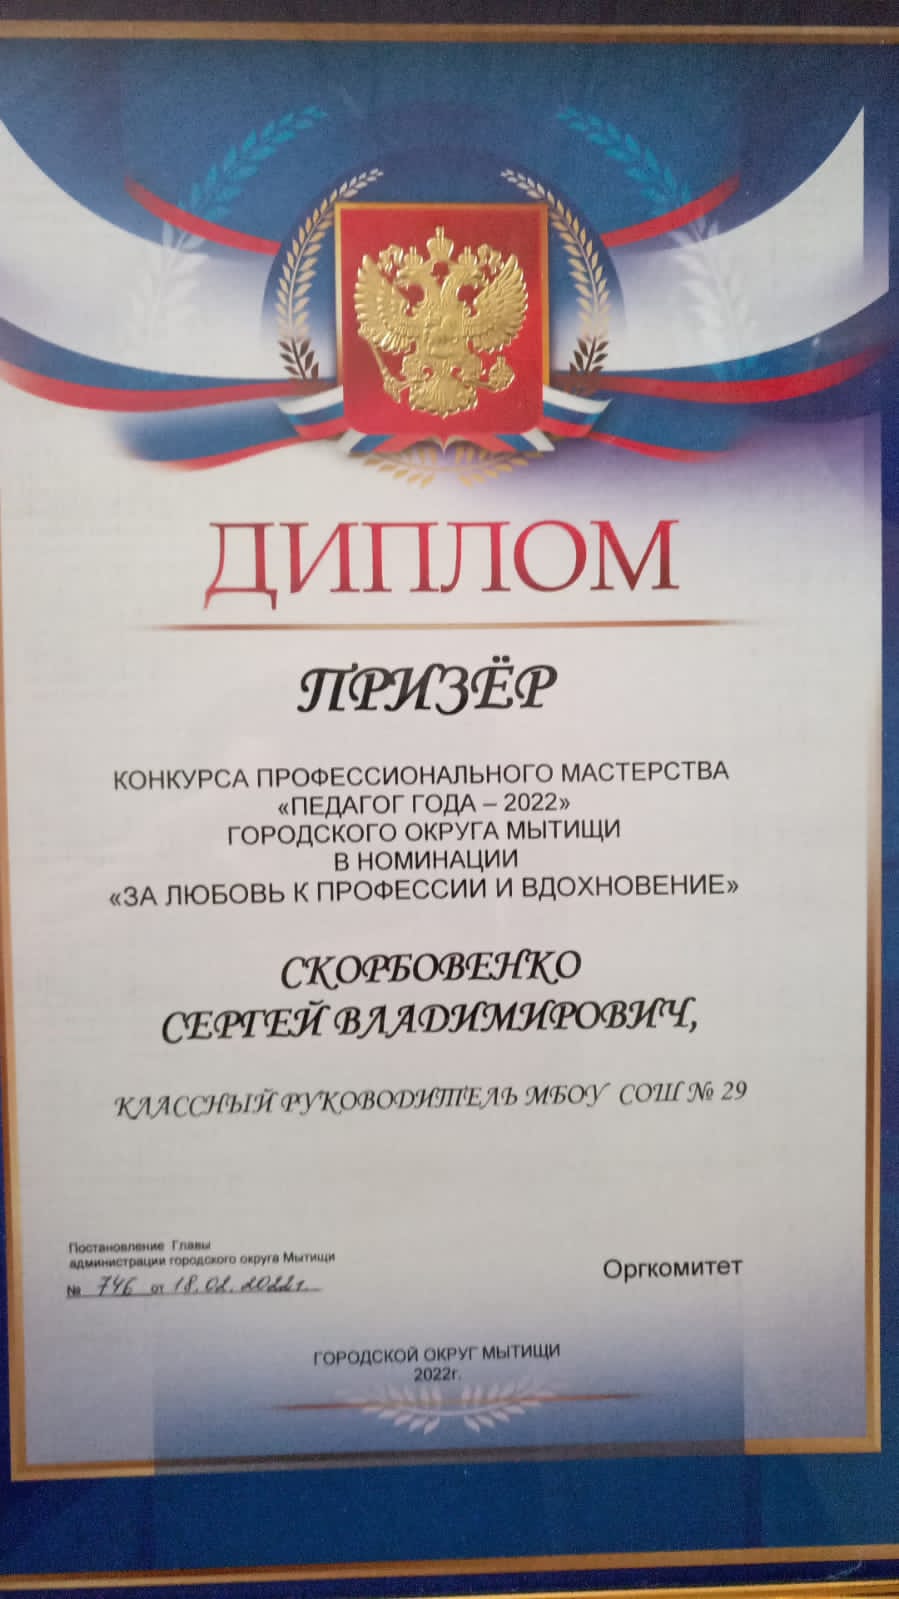 ДИПЛОМ
ПРИЗЁР
КОНКУРСА ПРОФЕССИОНАЛЬНОГО МАСТЕРСТВА
«ПЕДАГОГ ГОДА – 2022»
ГОРОДСКОГО ОКРУГА МЫТИЩИ
В НОМИНАЦИИ
«ЗА ЛЮБОВЬ К ПРОФЕССИИ И ВДОХНОВЕНИЕ»
СКОРБОВЕНКО
СЕРГЕЙ ВЛАДИМИРОВИЧ,
КЛАССНЫЙ РУКОВОДИТЕЛЬ МБОУ СОШ № 29
Постановление Главы
администрации городского округа Мытищи
№ 746 от 18.02.2022г.
Оргкомитет
ГОРОДСКОЙ ОКРУГ МЫТИЩИ
2022г.